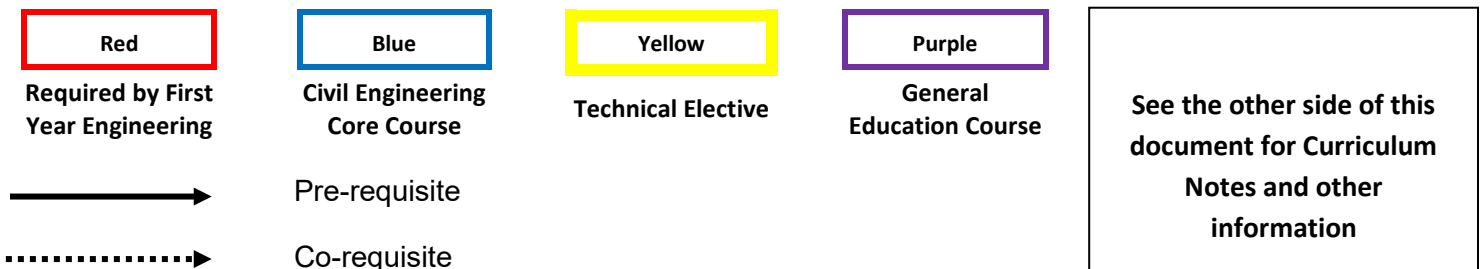 Red
Blue
Yellow
Purple
Required by First
Year Engineering
Civil Engineering
Core Course
Technical Elective
General
Education Course
Pre-requisite
Co-requisite
See the other side of this
document for Curriculum
Notes and other
information